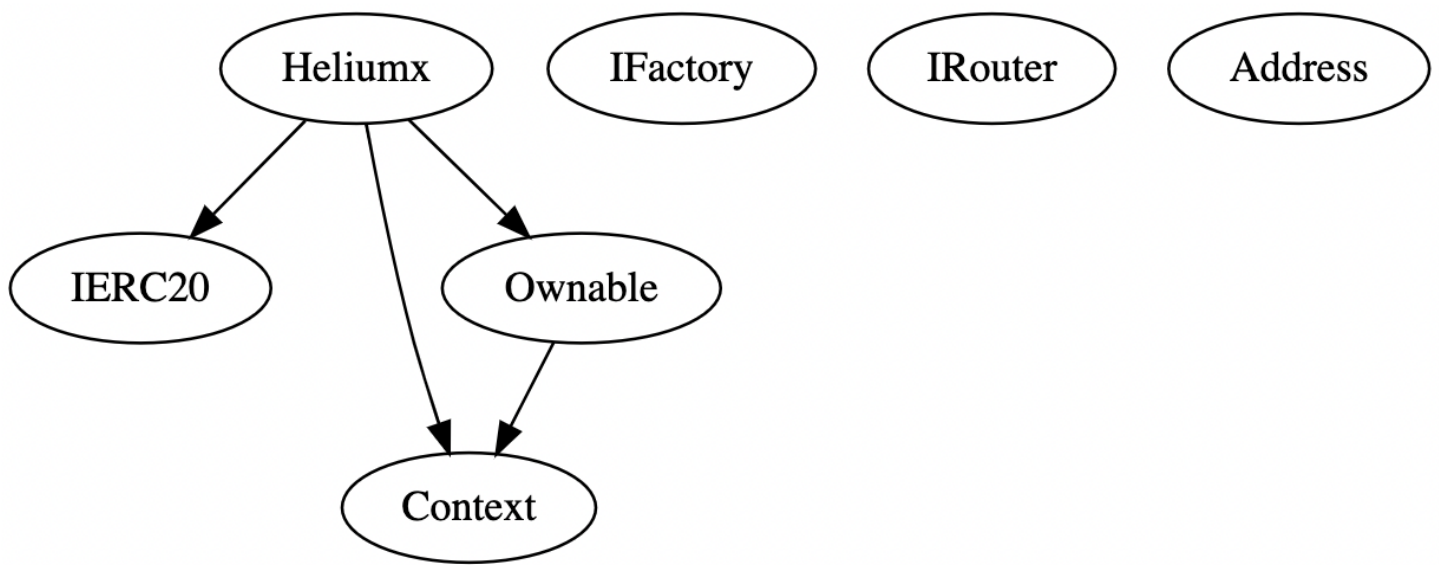 Heliumx
IFactory
IRouter
Address
IERC20
Ownable
Context